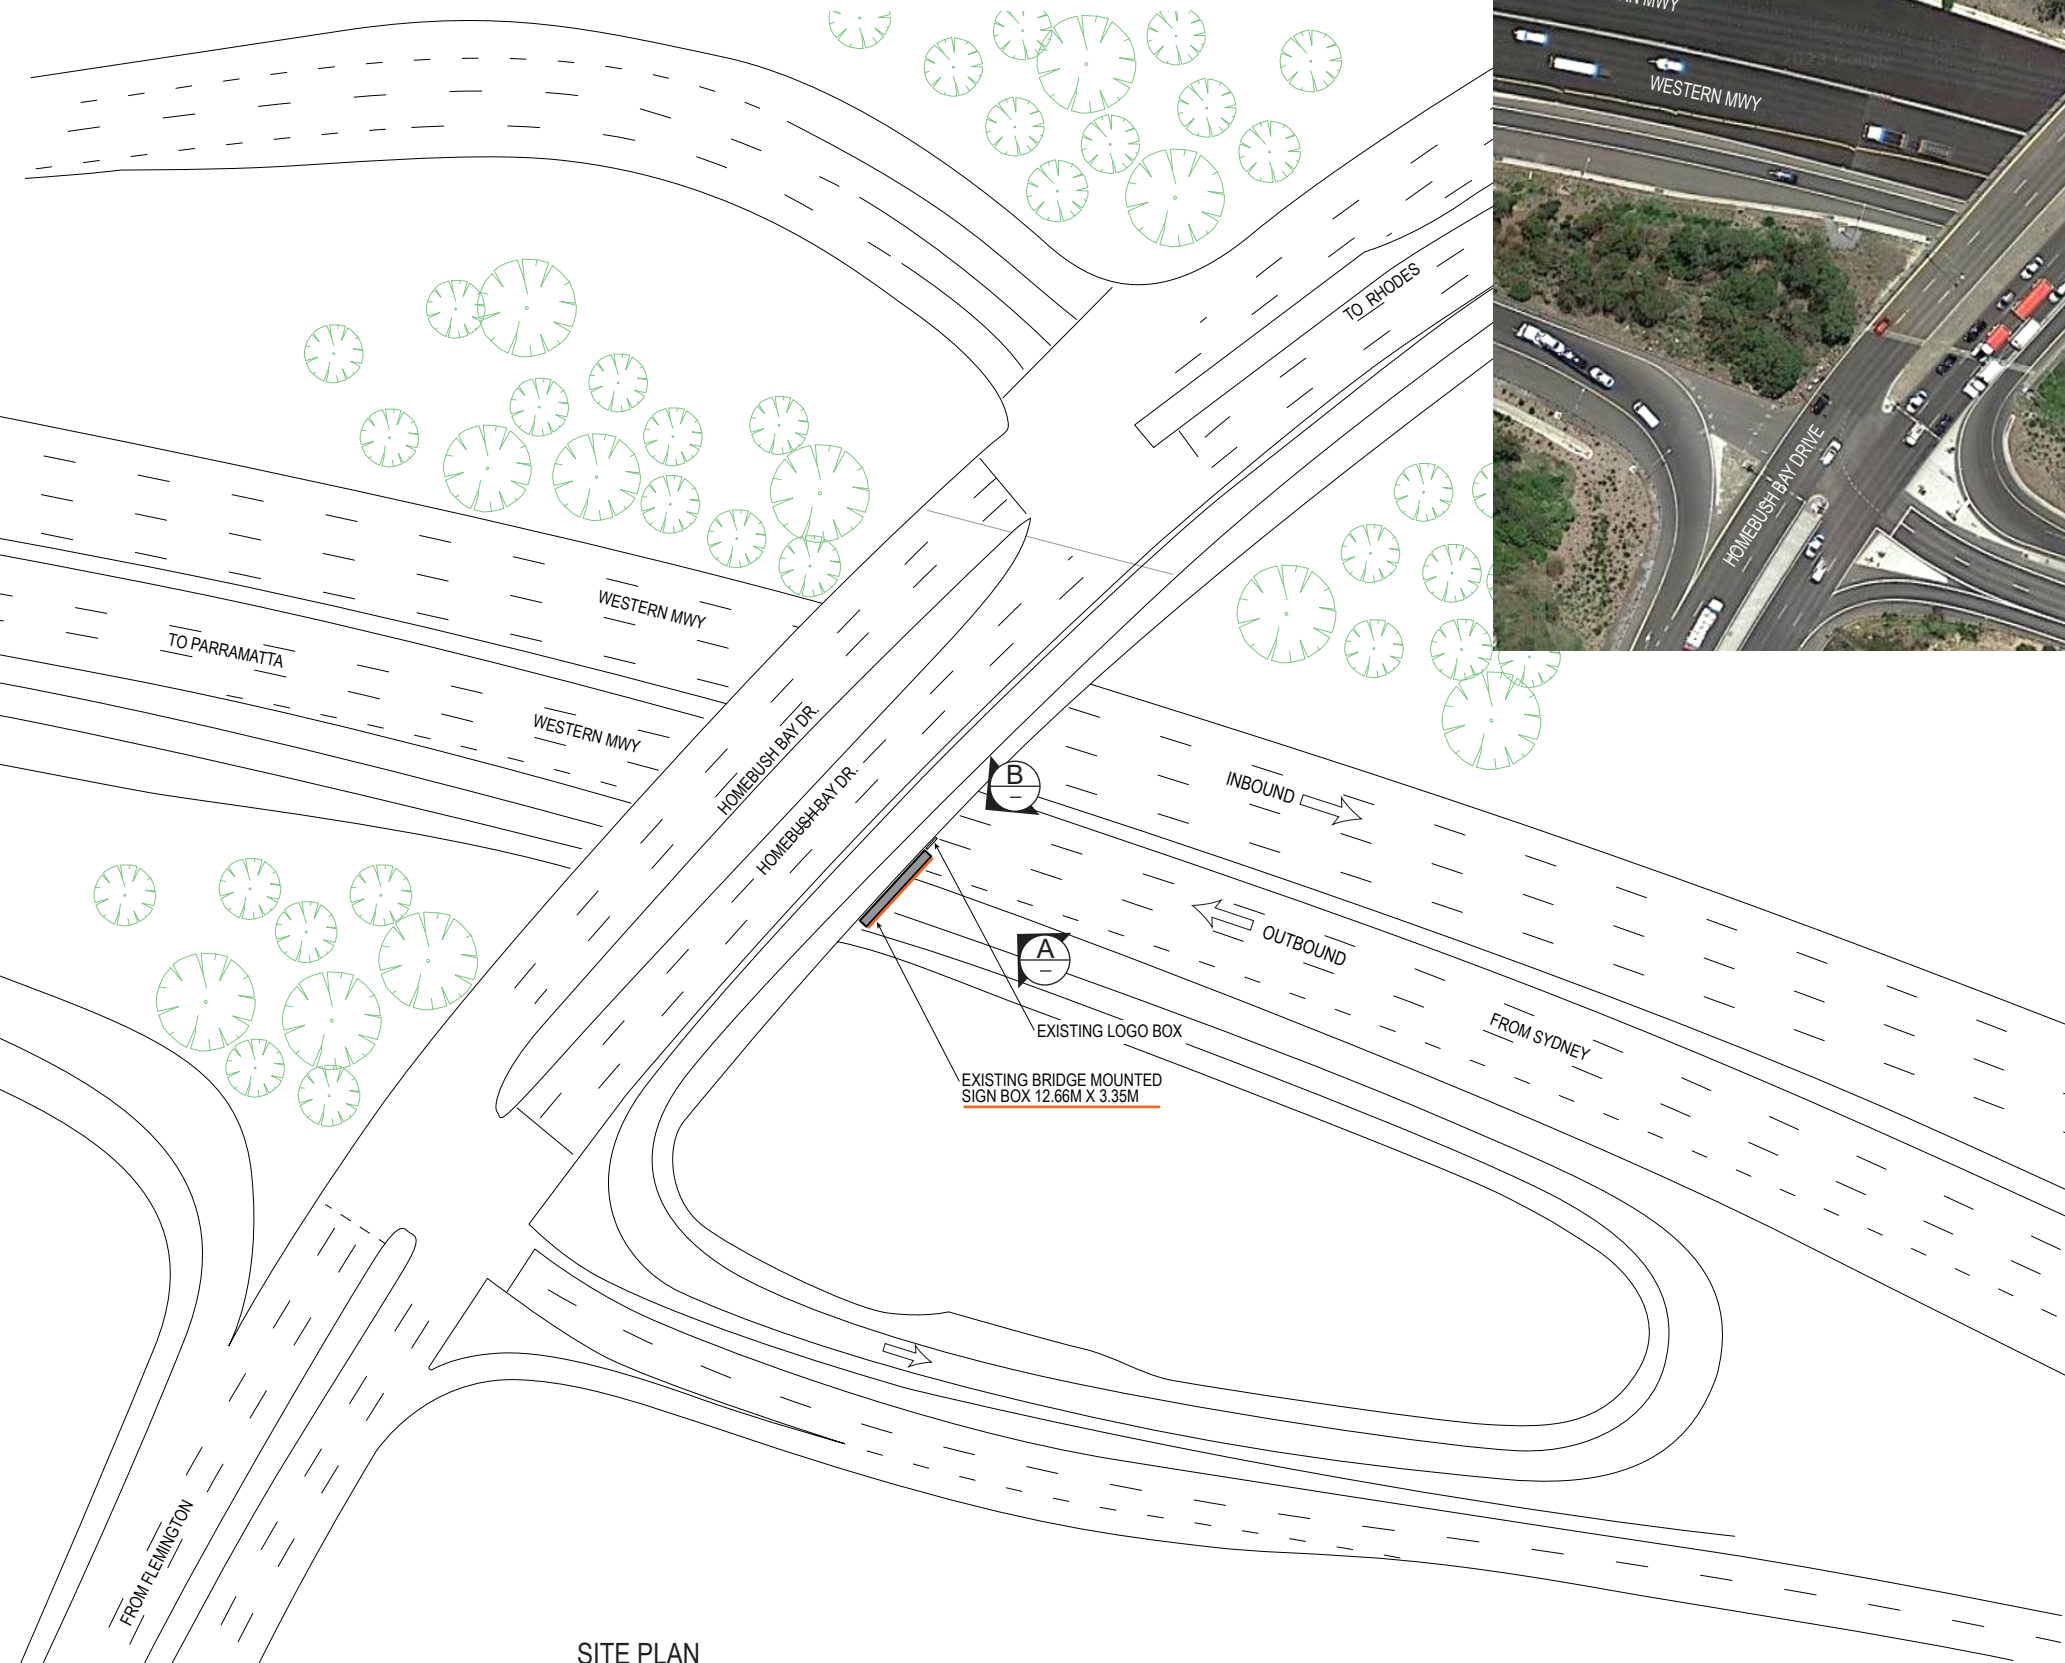 WESTERN MWY
HOMEBUSH BAY DRIVE
TO RHODES
WESTERN MWY
TO PARRAMATTA
WESTERN MWY
HOMEBUSH BAY DR.
HOMEBUSH BAY DR.
B
–
INBOUND
OUTBOUND
A
–
FROM SYDNEY
EXISTING LOGO BOX
EXISTING BRIDGE MOUNTED
SIGN BOX 12.66M X 3.35M
FROM FLEMINGTON
SITE PLAN